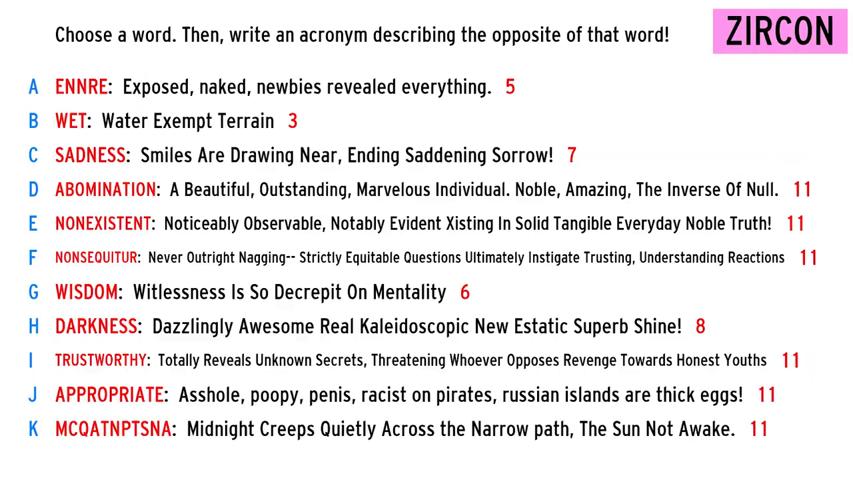 Choose a word. Then, write an acronym describing the opposite of that word!
ZIRCON
A ENNRE: Exposed, naked, newbies revealed everything. 5
B WET: Water Exempt Terrain 3
C SADNESS: Smiles Are Drawing Near, Ending Saddening Sorrow! 7
D ABOMINATION: A Beautiful, Outstanding, Marvelous Individual. Noble, Amazing, The Inverse Of Null. 11
E NONEXISTENT: Noticeably Observable, Notably Evident Xisting In Solid Tangible Everyday Noble Truth! 11
F NONSEQUITUR: Never Outright Nagging-- Strictly Equitable Questions Ultimately Instigate Trusting, Understanding Reactions 11
G WISDOM: Witlessness Is So Decrepit On Mentality 6
H DARKNESS: Dazzlingly Awesome Real Kaleidoscopic New Estatic Superb Shine! 8
I TRUSTWORTHY: Totally Reveals Unknown Secrets, Threatening Whoever Opposes Revenge Towards Honest Youths 11
J APPROPRIATE: Asshole, poopy, penis, racist on pirates, russian islands are thick eggs! 11
K MCQATNPTSNA: Midnight Creeps Quietly Across the Narrow path, The Sun Not Awake. 11